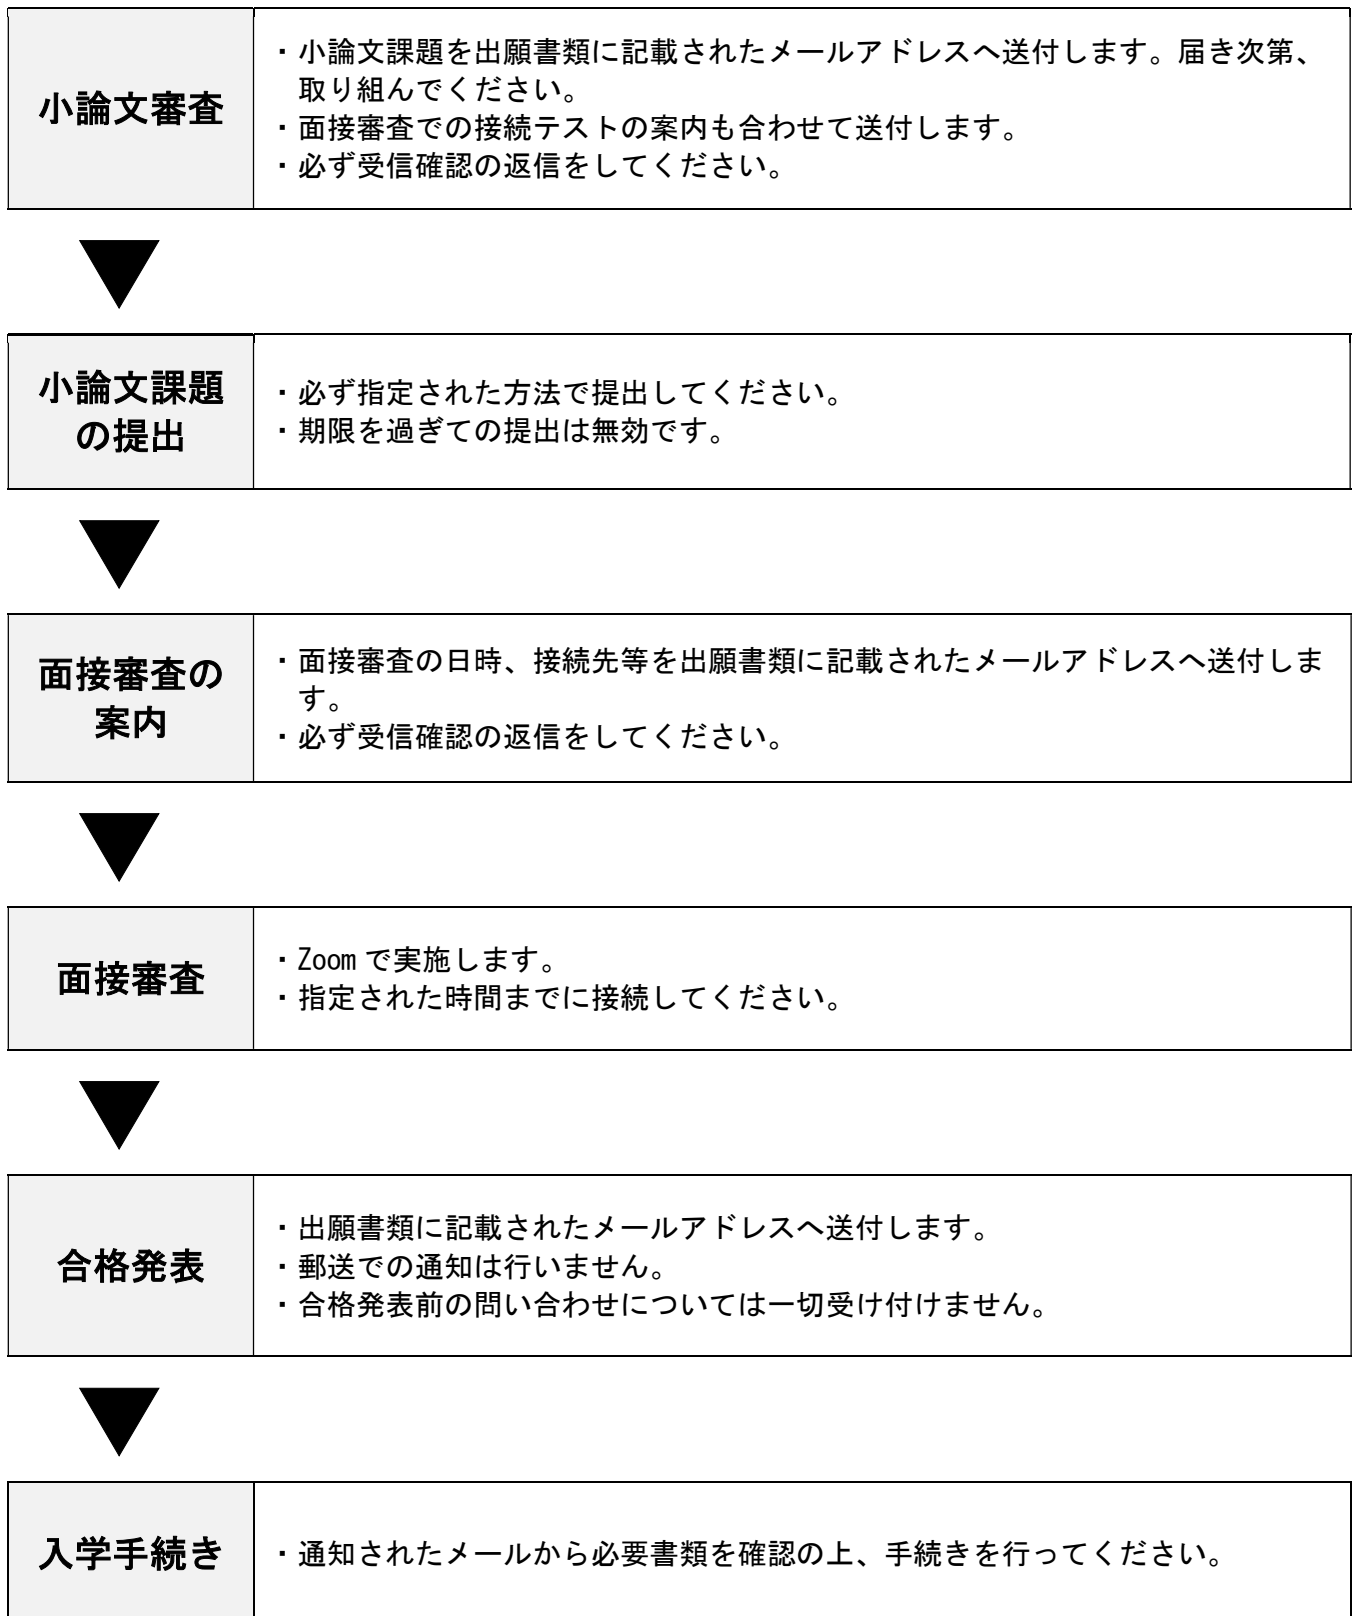 小論文審査
・小論文課題を出願書類に記載されたメールアドレスへ送付します。届き次第、
取り組んでください。
・面接審査での接続テストの案内も合わせて送付します。
・必ず受信確認の返信をしてください。
小論文課題
の提出
・必ず指定された方法で提出してください。
・期限を過ぎての提出は無効です。
面接審査の
案内
・面接審査の日時、接続先等を出願書類に記載されたメールアドレスへ送付しま
す。
・必ず受信確認の返信をしてください。
面接審査
・Zoom で実施します。
・指定された時間までに接続してください。
合格発表
・出願書類に記載されたメールアドレスへ送付します。
・郵送での通知は行いません。
・合格発表前の問い合わせについては一切受け付けません。
入学手続き
・通知されたメールから必要書類を確認の上、手続きを行ってください。